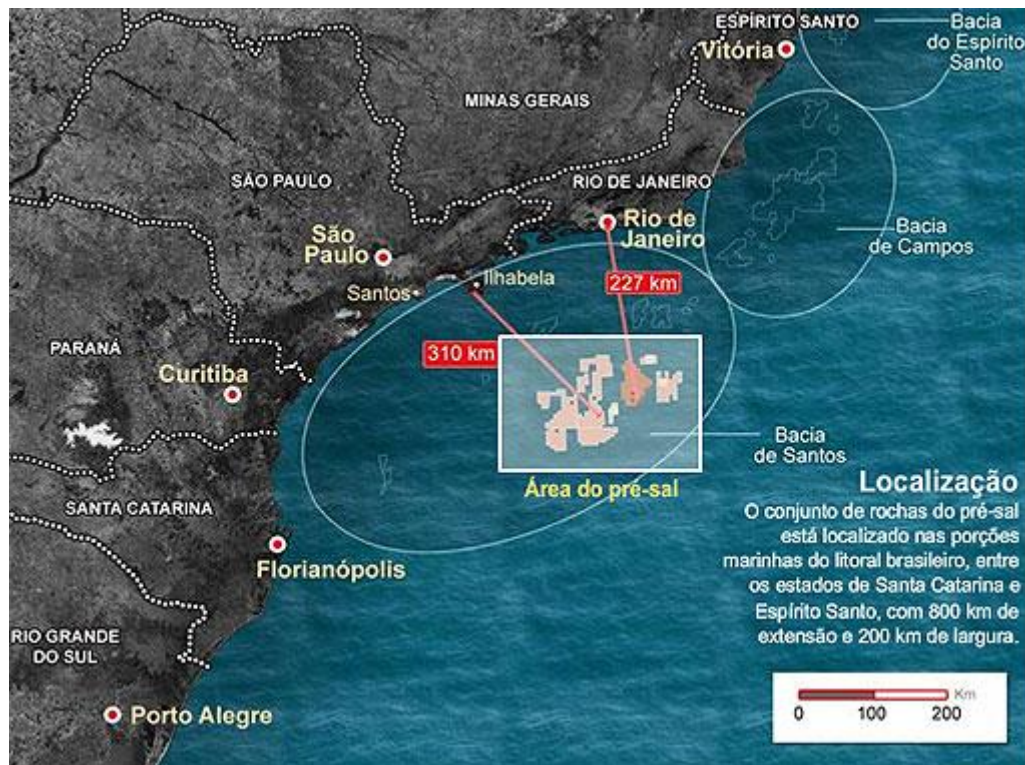 ESPÍRITO SANTO
Bacia
do Espírito
Santo
Vitória
MINAS GERAIS
SÃO PAULO
RIO DE JANEIRO
Rio de
Janeiro
Bacia
de Campos
São
Paulo
Ilhabela
Santos
227 km
310 km
PARANÁ
Curitiba
Bacia
de Santos
Área do pré-sal
SANTA CATARINA
Florianópolis
Localização
O conjunto de rochas do pré-sal
está localizado nas porções
marinhas do litoral brasileiro, entre
os estados de Santa Catarina e
Espírito Santo, com 800 km de
extensão e 200 km de largura.
RIO GRANDE
DO SUL
Porto Alegre
Km
0 100 200